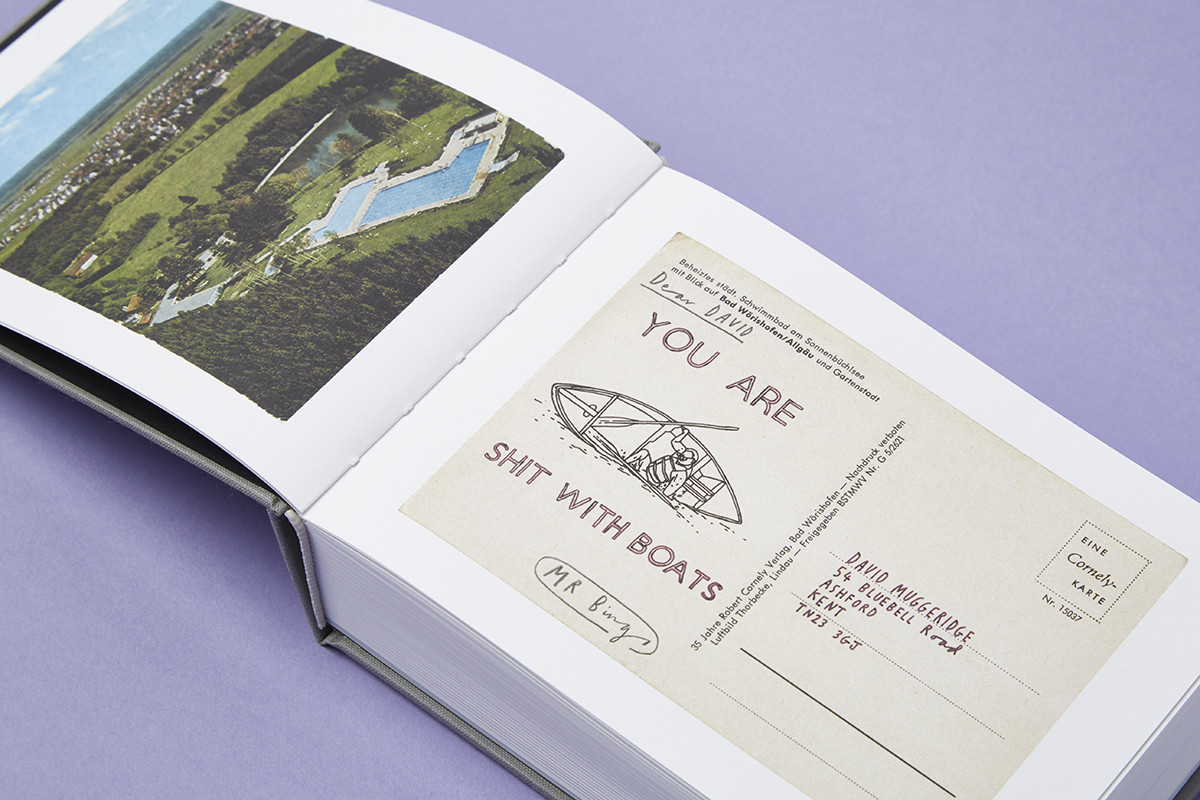 Beheiztes städt. Schwimmbad am Sonnenbüchlsee
mit Blick auf Bad Wörishofen/Allgäu und Gartenstadt
Dear DAVID
YOU ARE
SHIT WITH BOATS
MR Bingo
35 Jahre Robert Cornely Verlag, Bad Wörishofen — Nachdruck verboten
Luftbild Thorbecke, Lindau — Freigegeben BSTMWV Nr. G 5/2621
EINE
Cornely-
KARTE
Nr. 15037
DAVID MUGGERIDGE
54 BLUEBELL Road
ASHFORD
KENT
TN23 3GJ